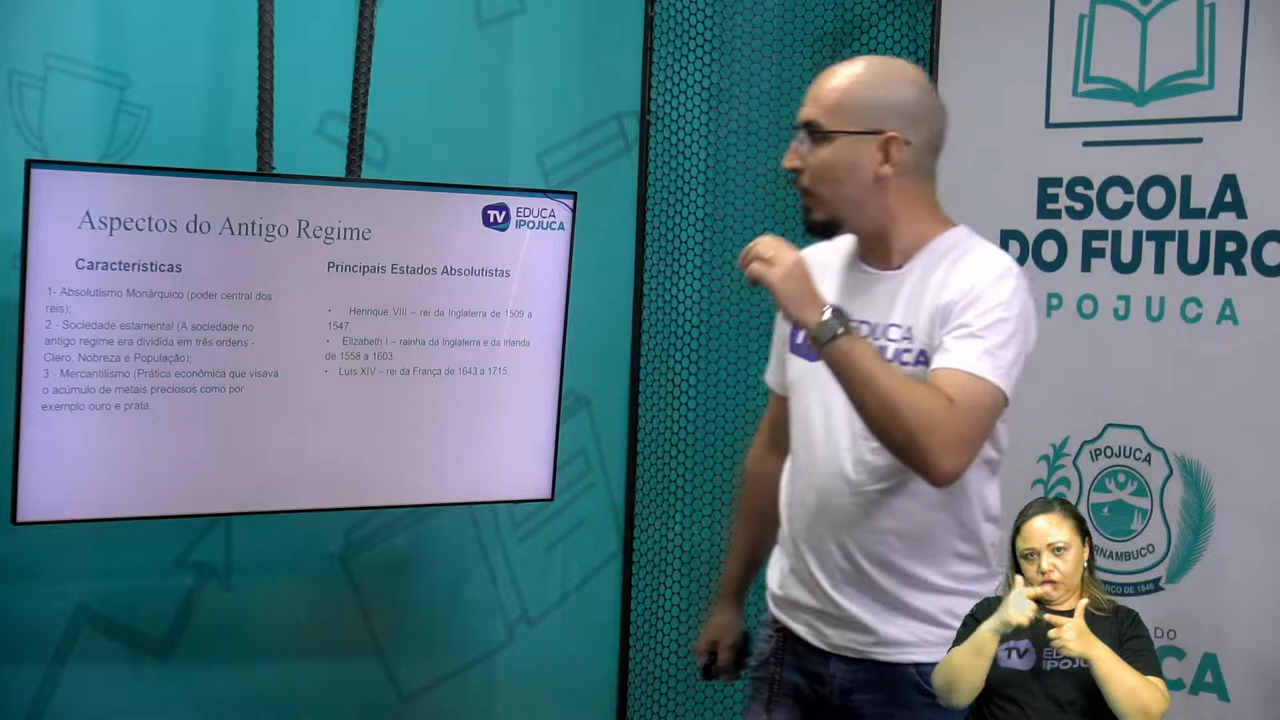 Aspectos do Antigo Regime
TV EDUCA
IPOJUCA
Características
1- Absolutismo Monárquico (poder central dos
reis);
2 - Sociedade estamental (A sociedade no
antigo regime era dividida em três ordens -
Clero, Nobreza e População);
3 - Mercantilismo (Prática econômica que visava
o acúmulo de metais preciosos como por
exemplo ouro e prata.
Principais Estados Absolutistas
• Henrique VIII – rei da Inglaterra de 1509 a
1547.
• Elizabeth I – rainha da Inglaterra e da Irlanda
de 1558 a 1603.
• Luís XIV – rei da França de 1643 a 1715.
EDUCA
ESCOLA
DO FUTURO
IPOJUCA
IPOJUCA
DO
TV